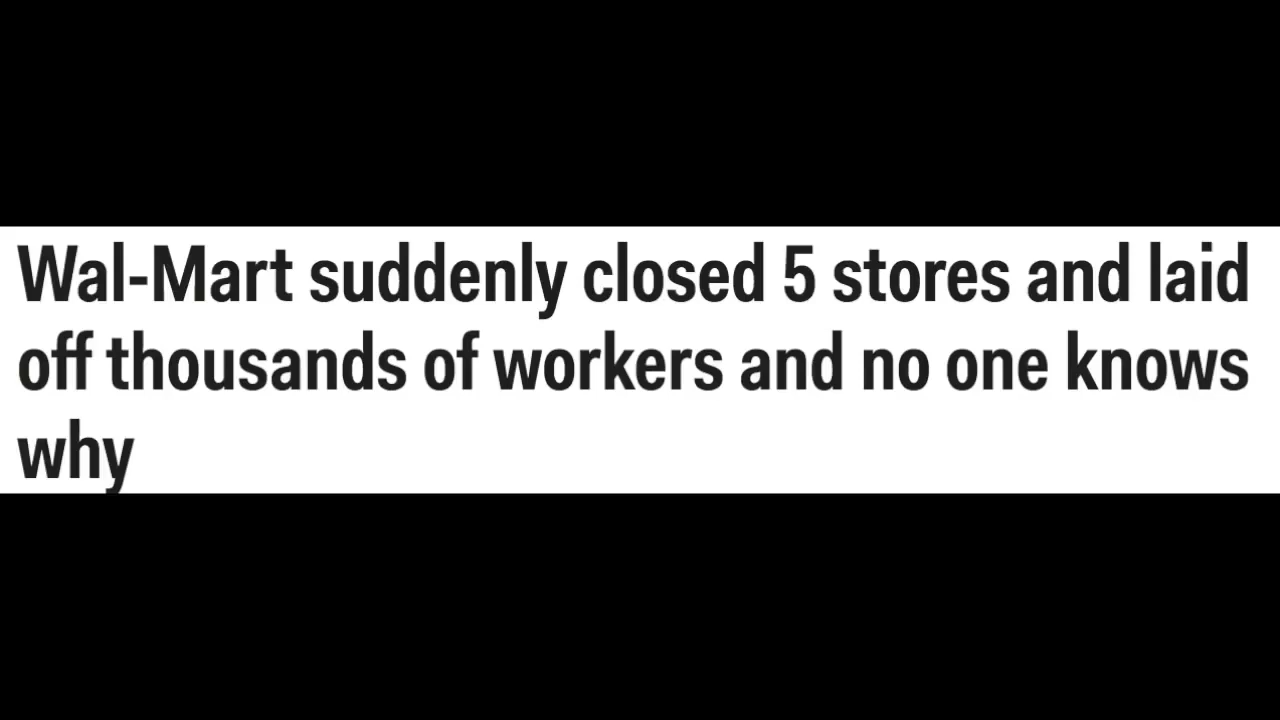 Wal-Mart suddenly closed 5 stores and laid
off thousands of workers and no one knows
why